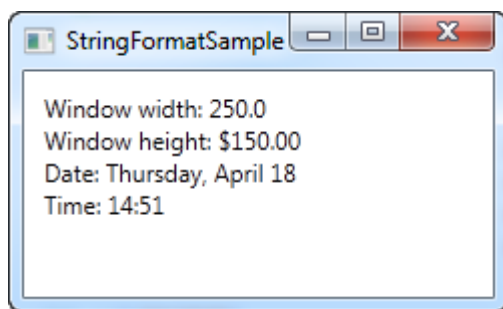 StringFormatSample
Window width: 250.0
Window height: $150.00
Date: Thursday, April 18
Time: 14:51